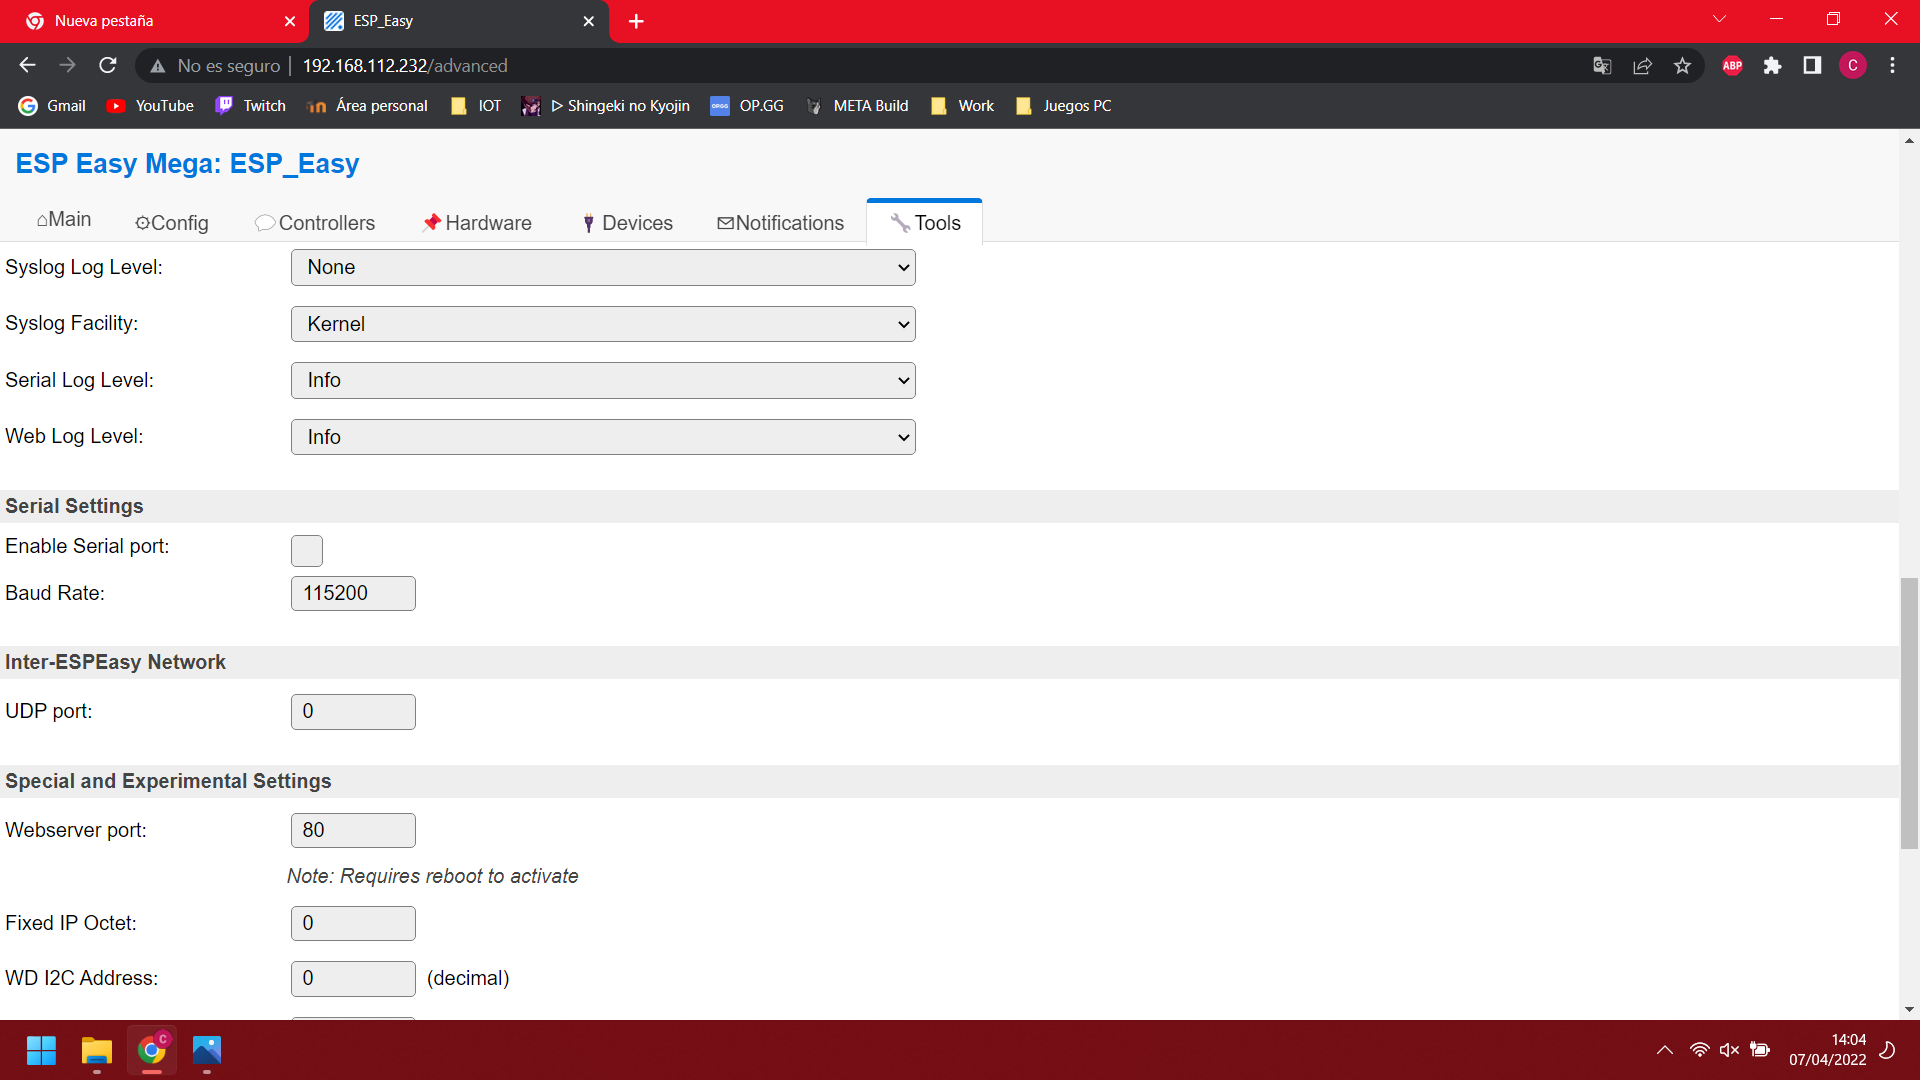 Nueva pestaña
ESP_Easy
No es seguro | 192.168.112.232/advanced
ABP
C
Gmail YouTube Twitch Área personal IOT ▷ Shingeki no Kyojin OP.GG META Build Work Juegos PC
ESP Easy Mega: ESP_Easy
Main Config Controllers Hardware Devices Notifications Tools
Syslog Log Level: None
Syslog Facility: Kernel
Serial Log Level: Info
Web Log Level: Info
Serial Settings
Enable Serial port:
Baud Rate: 115200
Inter-ESPEasy Network
UDP port: 0
Special and Experimental Settings
Webserver port: 80
Note: Requires reboot to activate
Fixed IP Octet: 0
WD I2C Address: 0 (decimal)
C
14:04
07/04/2022